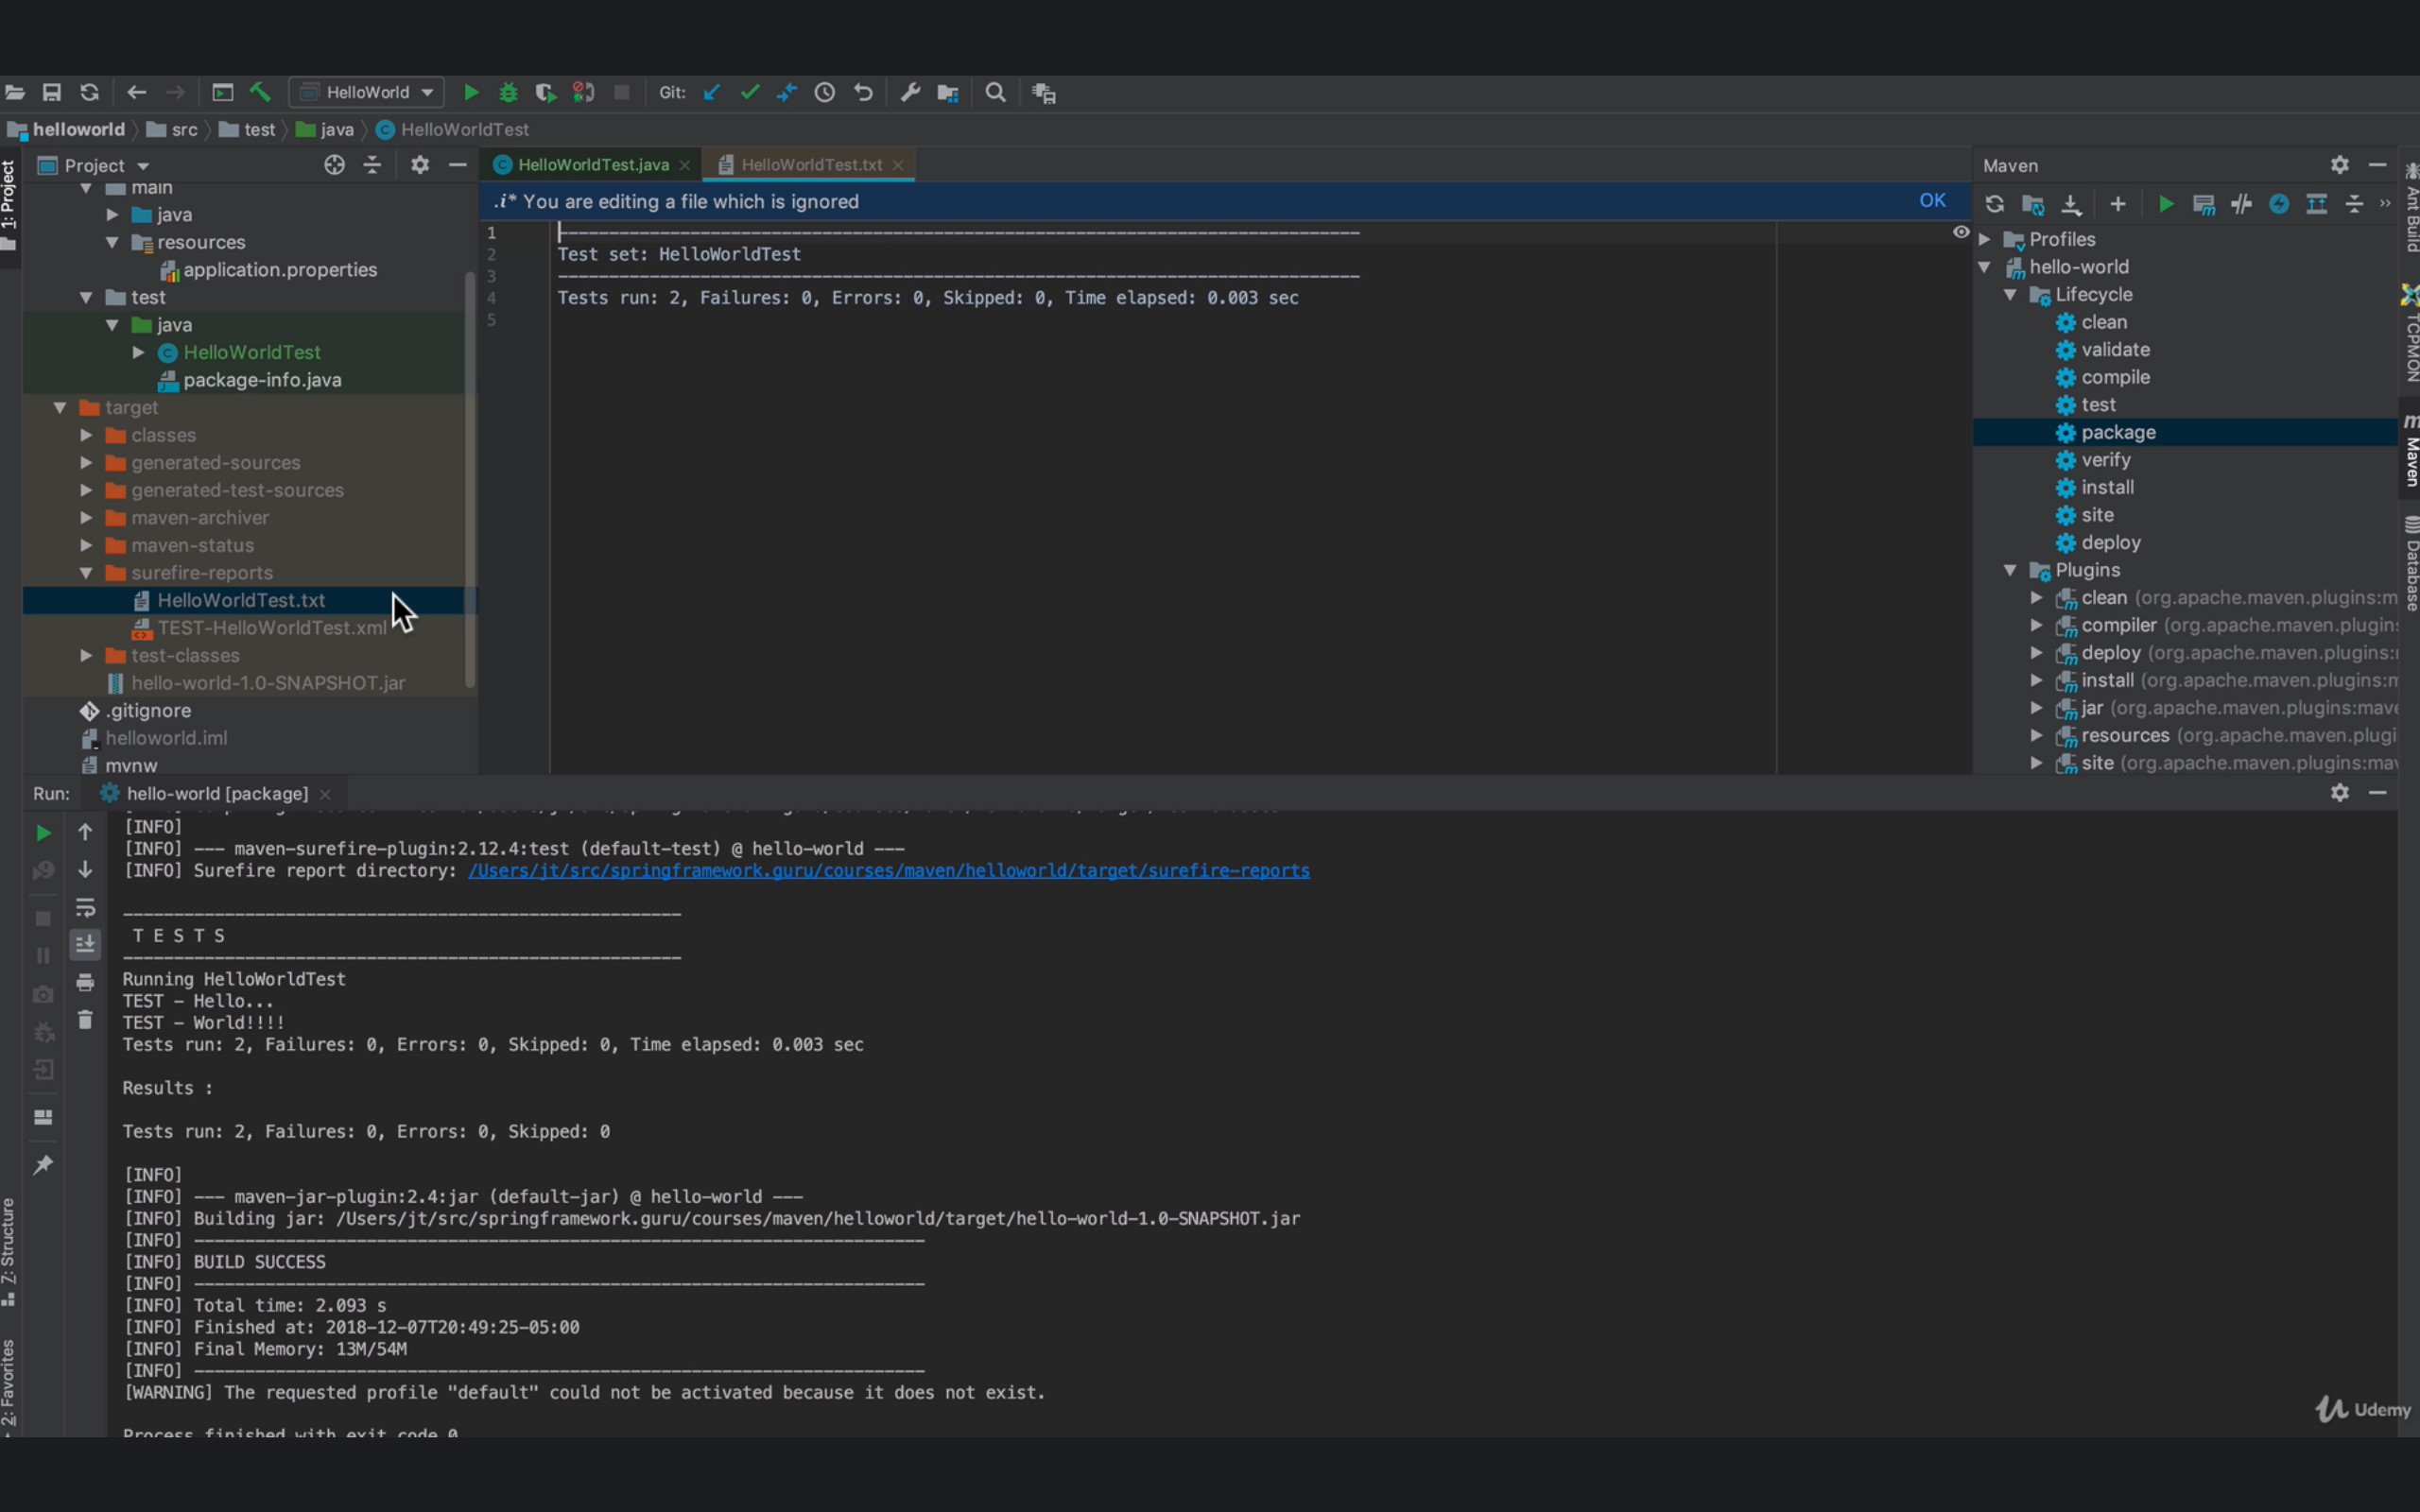 HelloWorld
Git:
helloworld src test java HelloWorldTest
1: Project
Project
main
java
resources
application.properties
test
java
HelloWorldTest
package-info.java
target
classes
generated-sources
generated-test-sources
maven-archiver
maven-status
surefire-reports
HelloWorldTest.txt
TEST-HelloWorldTest.xml
test-classes
hello-world-1.0-SNAPSHOT.jar
.gitignore
helloworld.iml
mvnw
HelloWorldTest.java HelloWorldTest.txt
.i* You are editing a file which is ignored OK
1 -------------------------------------------------------------------------------
2 Test set: HelloWorldTest
3 -------------------------------------------------------------------------------
4 Tests run: 2, Failures: 0, Errors: 0, Skipped: 0, Time elapsed: 0.003 sec
5
Maven
Profiles
hello-world
Lifecycle
clean
validate
compile
test
package
verify
install
site
deploy
Plugins
clean (org.apache.maven.plugins:m
compiler (org.apache.maven.plugin
deploy (org.apache.maven.plugins:
install (org.apache.maven.plugins:m
jar (org.apache.maven.plugins:mav
resources (org.apache.maven.plugi
site (org.apache.maven.plugins:ma
Ant Build
TCPMON
Maven
Database
Run: hello-world [package]
[INFO]
[INFO] --- maven-surefire-plugin:2.12.4:test (default-test) @ hello-world ---
[INFO] Surefire report directory: /Users/jt/src/springframework.guru/courses/maven/helloworld/target/surefire-reports
-------------------------------------------------------
T E S T S
-------------------------------------------------------
Running HelloWorldTest
TEST - Hello...
TEST - World!!!!
Tests run: 2, Failures: 0, Errors: 0, Skipped: 0, Time elapsed: 0.003 sec
Results :
Tests run: 2, Failures: 0, Errors: 0, Skipped: 0
[INFO]
[INFO] --- maven-jar-plugin:2.4:jar (default-jar) @ hello-world ---
[INFO] Building jar: /Users/jt/src/springframework.guru/courses/maven/helloworld/target/hello-world-1.0-SNAPSHOT.jar
[INFO] ------------------------------------------------------------------------
[INFO] BUILD SUCCESS
[INFO] ------------------------------------------------------------------------
[INFO] Total time: 2.093 s
[INFO] Finished at: 2018-12-07T20:49:25-05:00
[INFO] Final Memory: 13M/54M
[INFO] ------------------------------------------------------------------------
[WARNING] The requested profile "default" could not be activated because it does not exist.
Process finished with exit code 0
Z: Structure
2: Favorites
Udemy